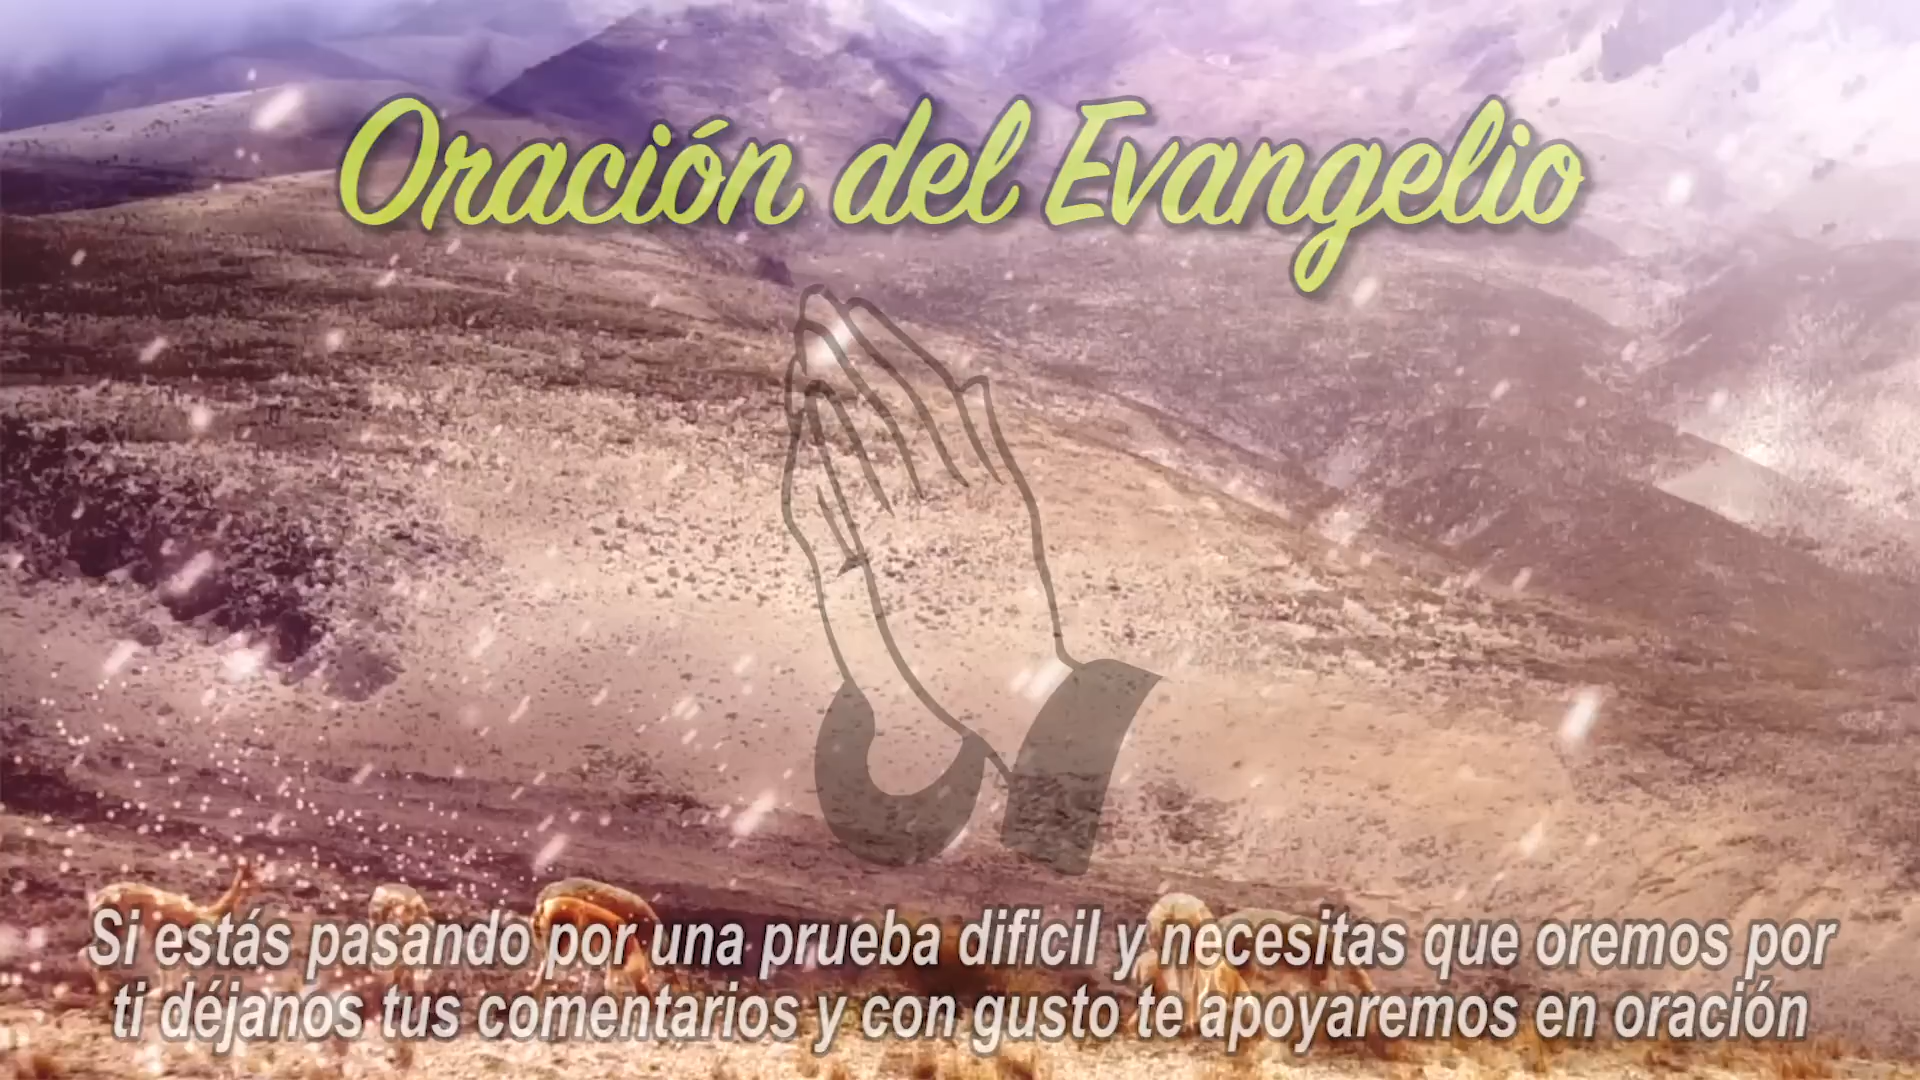 Oración del Evangelio
Si estás pasando por una prueba dificil y necesitas que oremos por
ti déjanos tus comentarios y con gusto te apoyaremos en oración